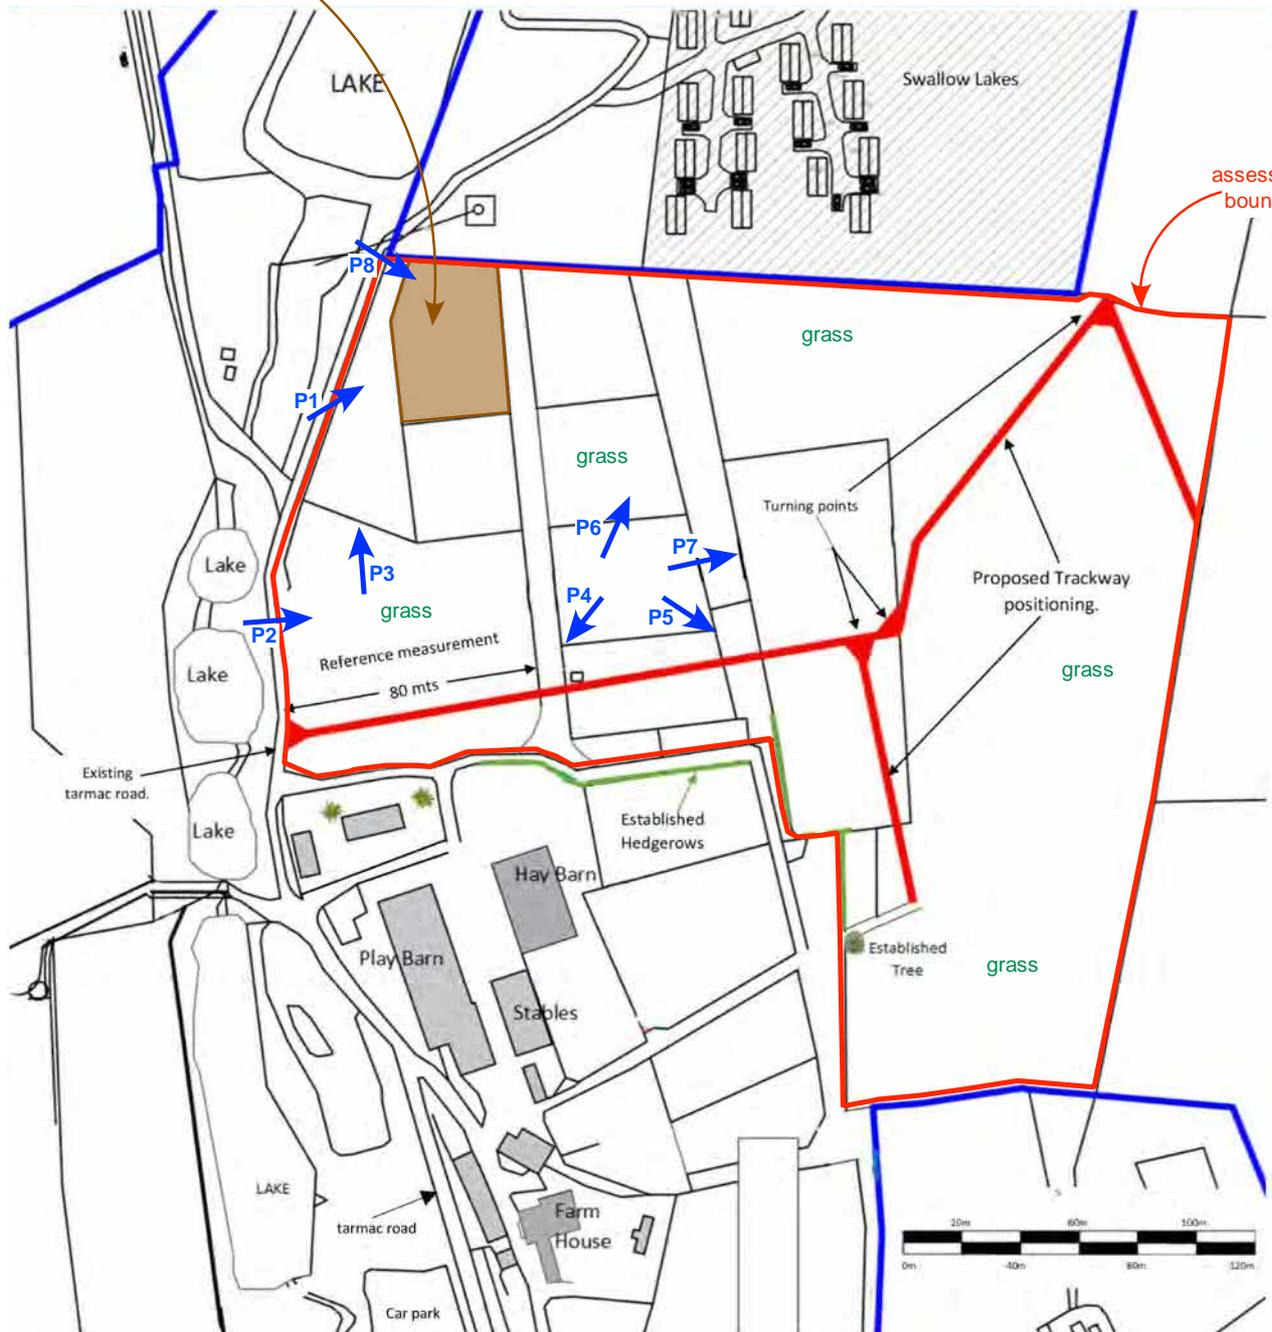 LAKE
Swallow Lakes
assess
boun
P8
grass
P1
grass
Turning points
P6
P7
Lake
P3
Proposed Trackway
positioning.
P4
grass
P5
P2
Reference measurement
80 mts
Lake
grass
Existing
tarmac road.
Lake
Established
Hedgerows
Hay Barn
Play Barn
Established
Tree
grass
Stables
LAKE
tarmac road
Farm
House
Car park
20m 60m 100m
0m 40m 80m 120m